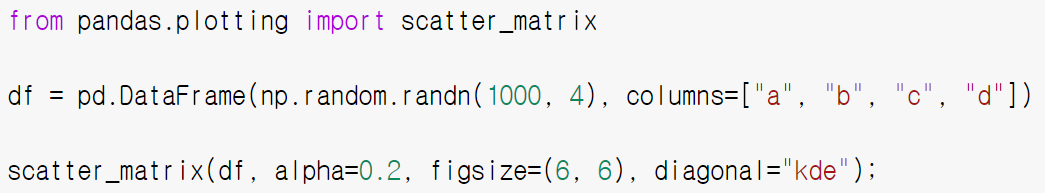 from pandas.plotting import scatter_matrix
df = pd.DataFrame(np.random.randn(1000, 4), columns=["a", "b", "c", "d"])
scatter_matrix(df, alpha=0.2, figsize=(6, 6), diagonal="kde");